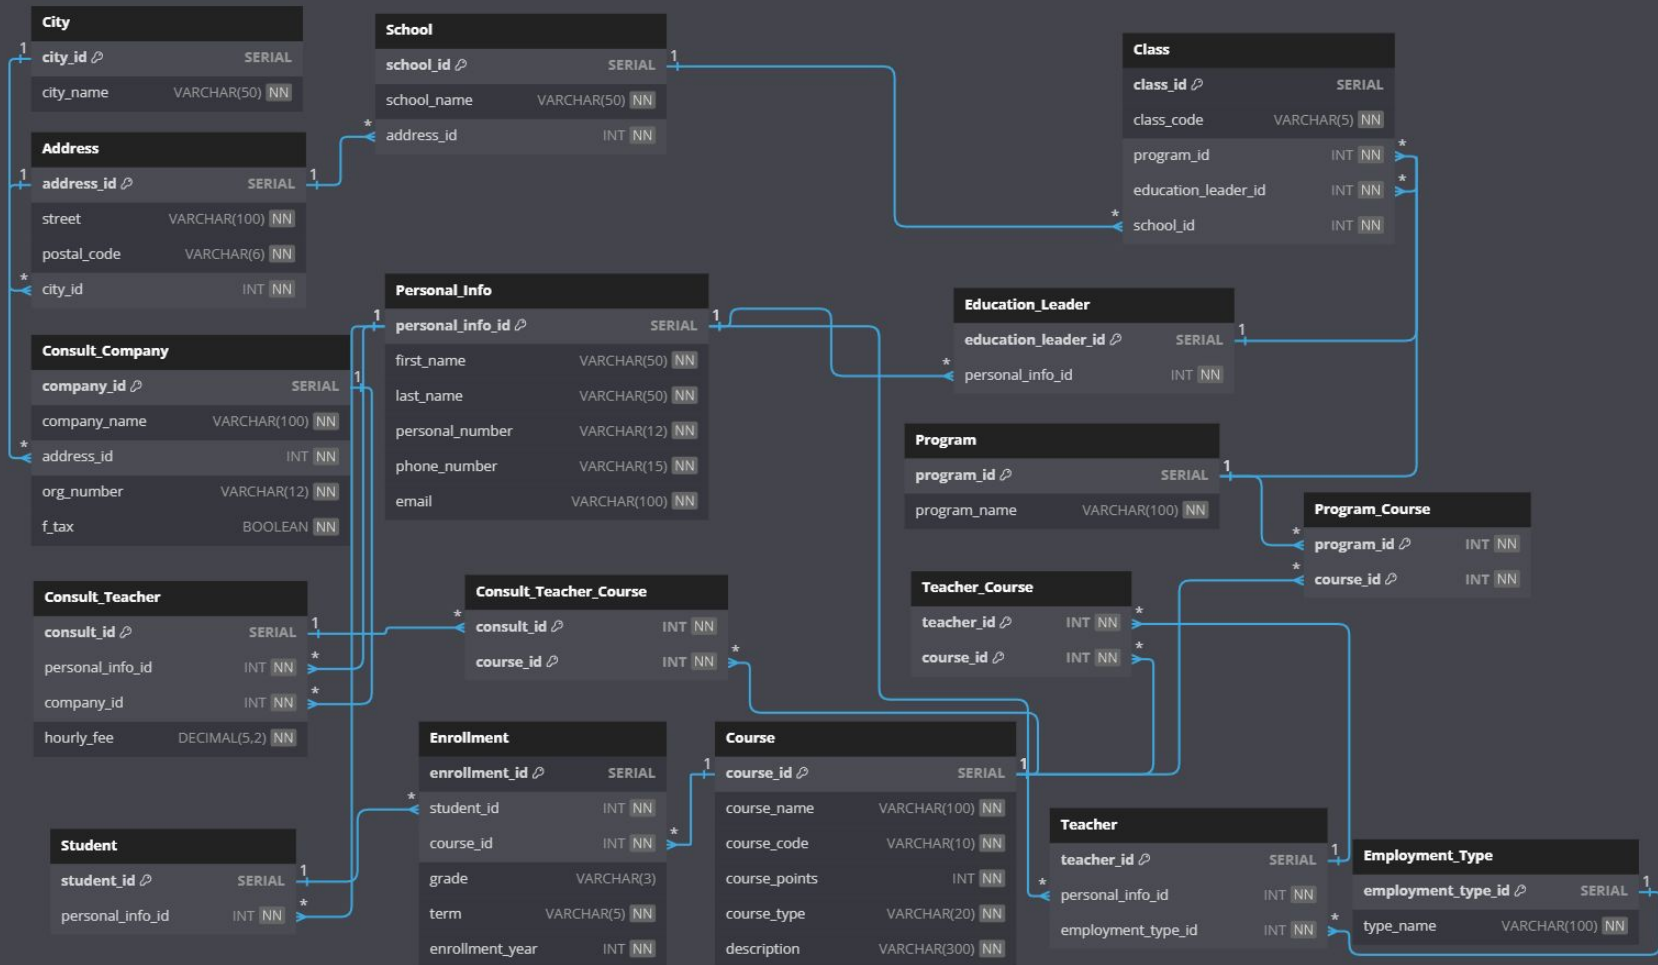 City
city_id SERIAL
city_name VARCHAR(50) NN
Address
address_id SERIAL
street VARCHAR(100) NN
postal_code VARCHAR(6) NN
city_id INT NN
Consult_Company
company_id SERIAL
company_name VARCHAR(100) NN
address_id INT NN
org_number VARCHAR(12) NN
f_tax BOOLEAN NN
Consult_Teacher
consult_id SERIAL
personal_info_id INT NN
company_id INT NN
hourly_fee DECIMAL(5,2) NN
Student
student_id SERIAL
personal_info_id INT NN
School
school_id SERIAL
school_name VARCHAR(50) NN
address_id INT NN
Personal_Info
personal_info_id SERIAL
first_name VARCHAR(50) NN
last_name VARCHAR(50) NN
personal_number VARCHAR(12) NN
phone_number VARCHAR(15) NN
email VARCHAR(100) NN
Consult_Teacher_Course
consult_id INT NN
course_id INT NN
Enrollment
enrollment_id SERIAL
student_id INT NN
course_id INT NN
grade VARCHAR(3)
term VARCHAR(5) NN
enrollment_year INT NN
Course
course_id SERIAL
course_name VARCHAR(100) NN
course_code VARCHAR(10) NN
course_points INT NN
course_type VARCHAR(20) NN
description VARCHAR(300) NN
Class
class_id SERIAL
class_code VARCHAR(5) NN
program_id INT NN
education_leader_id INT NN
school_id INT NN
Education_Leader
education_leader_id SERIAL
personal_info_id INT NN
Program
program_id SERIAL
program_name VARCHAR(100) NN
Program_Course
program_id INT NN
course_id INT NN
Teacher_Course
teacher_id INT NN
course_id INT NN
Teacher
teacher_id SERIAL
personal_info_id INT NN
employment_type_id INT NN
Employment_Type
employment_type_id SERIAL
type_name VARCHAR(100) NN